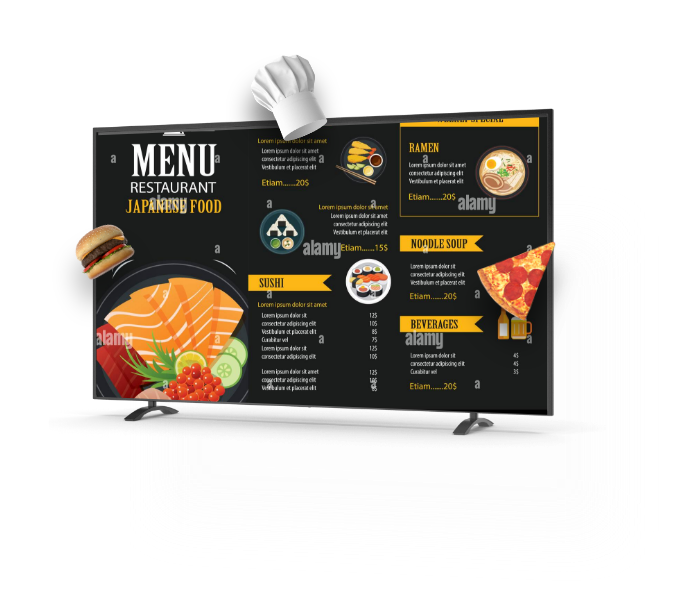 MENU
RESTAURANT
JAPANESE FOOD
Lorem ipsum dolor sit amet
Lorem ipsum dolor sit
consectetur adipiscing elit
Vestibulum et placerat elit
Etiam......20$
Lorem ipsum dolor sit amet
Lorem ipsum dolor sit
consectetur adipiscing elit
Vestibulum et placerat elit
Etiam......15$
SUSHI
Lorem ipsum dolor sit amet
Lorem ipsum dolor sit 12$
consectetur adipiscing elit 10$
Vestibulum et placerat elit 8$
Curabitur vel 7$
Lorem ipsum dolor sit 12$
consectetur adipiscing elit 10$
Lorem ipsum dolor sit 12$
consectetur adipiscing elit
Vestibulum et placerat elit
RAMEN
Lorem ipsum dolor sit amet
consectetur adipiscing elit
Vestibulum et placerat elit
Etiam......20$
NOODLE SOUP
Lorem ipsum dolor sit amet
consectetur adipiscing elit
Vestibulum et placerat elit
Etiam......20$
BEVERAGES
Lorem ipsum dolor sit amet 4$
consectetur adipiscing elit 4$
Curabitur vel 3$
Etiam......20$
alamy
alamy
alamy
alamy
alamy
a
a
a
a
a
a
a
a
a
a
a